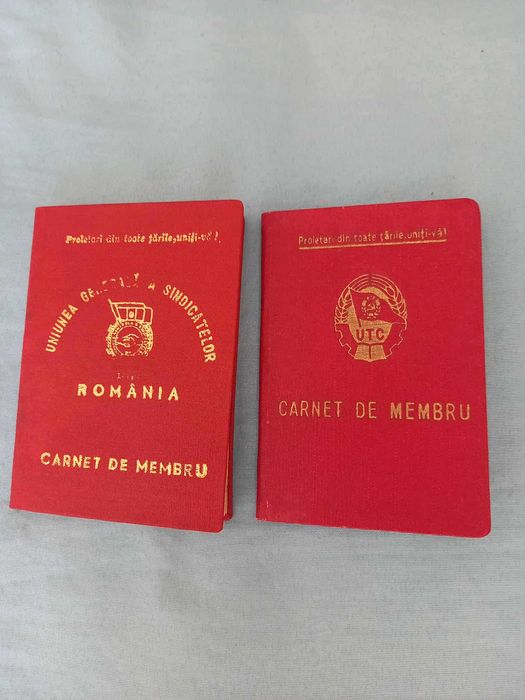 Proletari din toate țările, uniți-vă!
UNIUNEA GENERALĂ A SINDICATELOR
ROMÂNIA
CARNET DE MEMBRU
Proletari din toate țările, uniți-vă!
UTC
CARNET DE MEMBRU